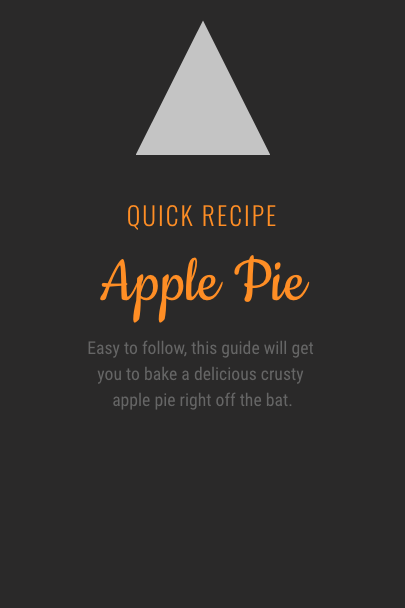 QUICK RECIPE
Apple Pie
Easy to follow, this guide will get
you to bake a delicious crusty
apple pie right off the bat.